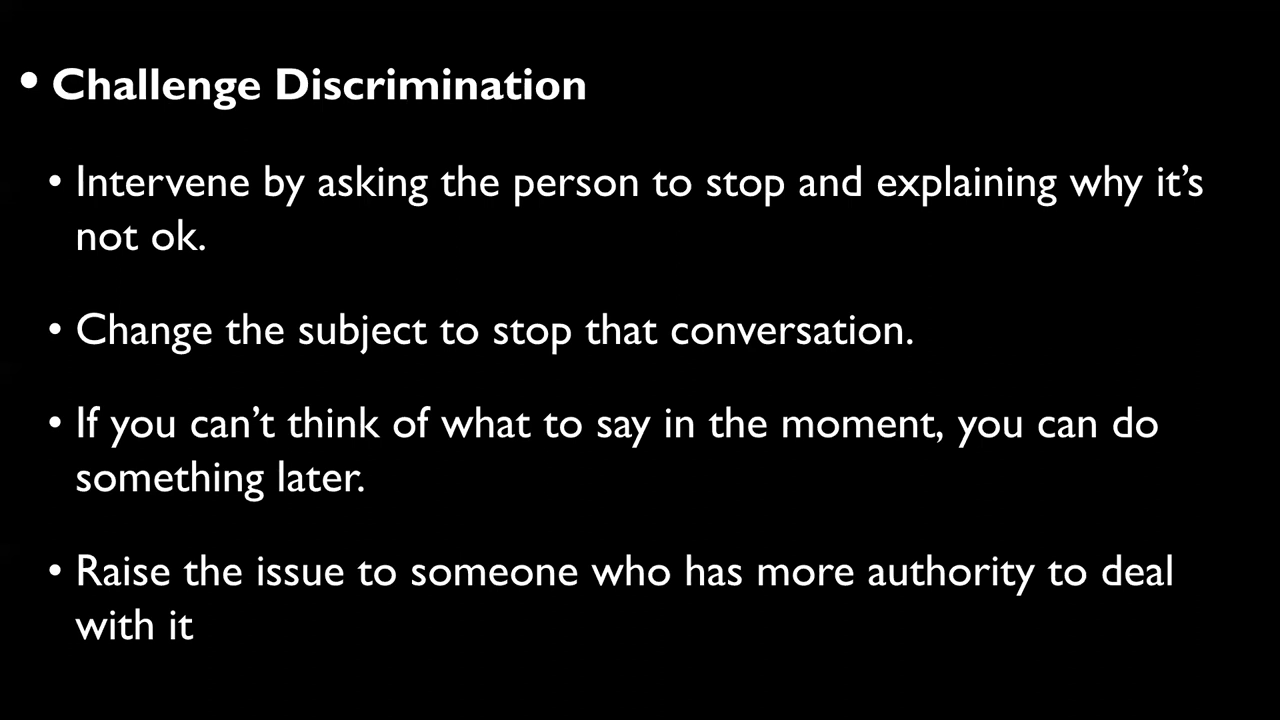 • Challenge Discrimination
• Intervene by asking the person to stop and explaining why it’s
not ok.
• Change the subject to stop that conversation.
• If you can’t think of what to say in the moment, you can do
something later.
• Raise the issue to someone who has more authority to deal
with it